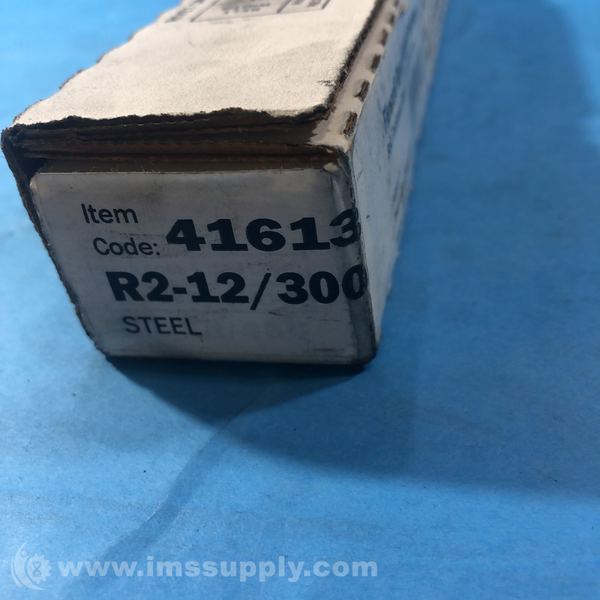 Item
Code: 41613
R2-12/300
STEEL
www.imssupply.com